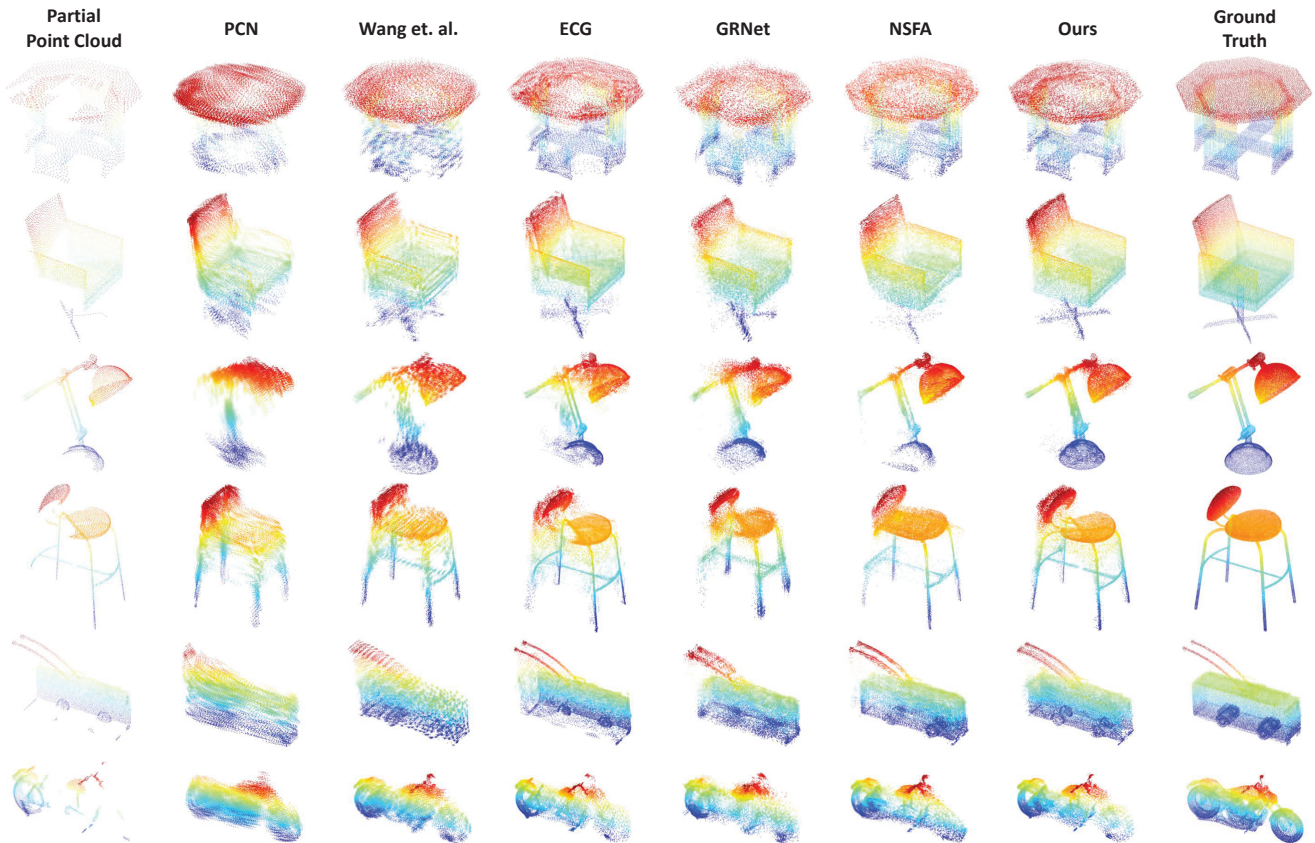 Partial
Point Cloud
PCN
Wang et. al.
ECG
GRNet
NSFA
Ours
Ground
Truth